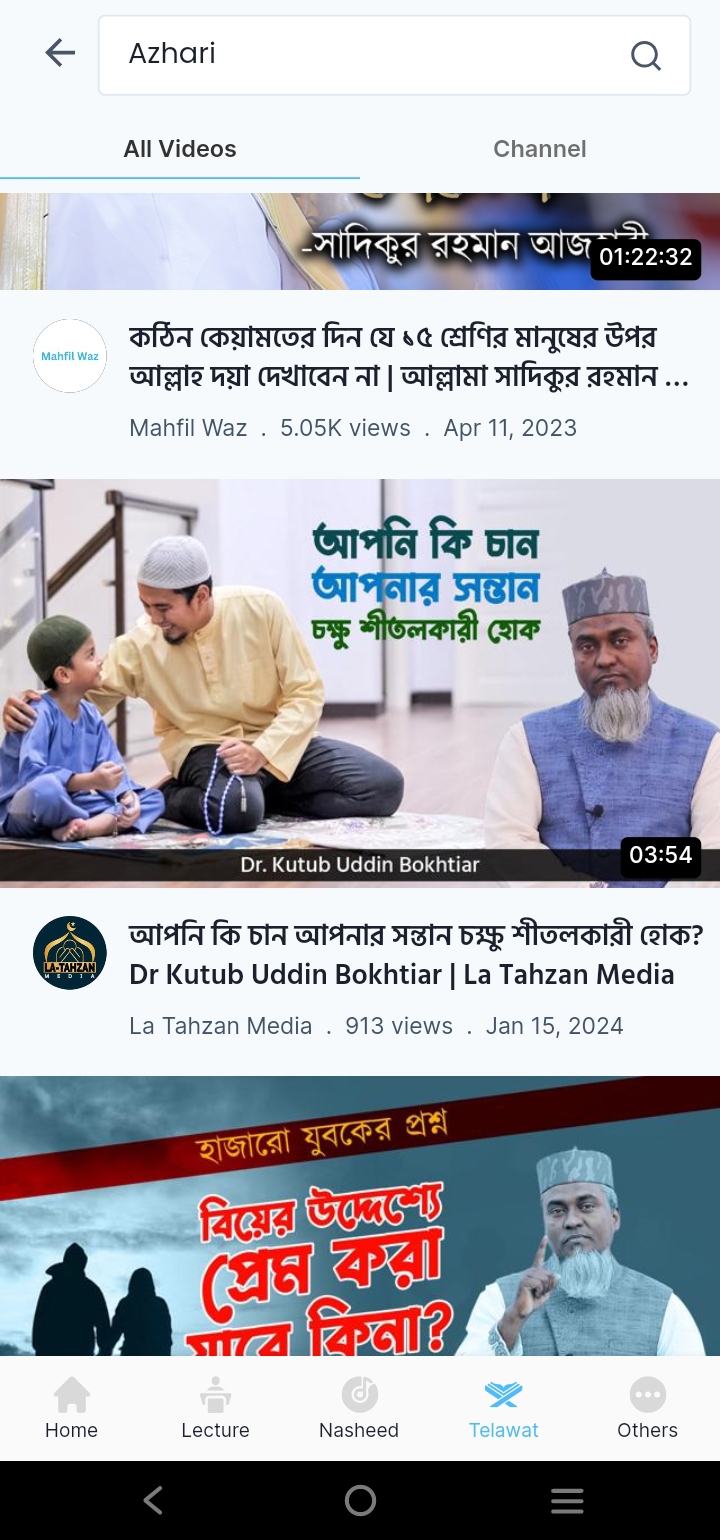 Azhari
All Videos
Channel
-সাদিকুর রহমান
01:22:32
Mahfil Waz
কঠিন কেয়ামতের দিন যে ১৫ শ্রেণির মানুষের উপর
আল্লাহ দয়া দেখাবেন না | আল্লামা সাদিকুর রহমান ...
Mahfil Waz . 5.05K views . Apr 11, 2023
আপনি কি চান
আপনার সন্তান
চক্ষু শীতলকারী হোক
Dr. Kutub Uddin Bokhtiar
03:54
LA-TAHZAN
MEDIA
আপনি কি চান আপনার সন্তান চক্ষু শীতলকারী হোক?
Dr Kutub Uddin Bokhtiar | La Tahzan Media
La Tahzan Media . 913 views . Jan 15, 2024
হাজারো যুবকের প্রশ্ন
বিয়ের উদ্দেশ্যে
প্রেম করা
যাবে কিনা?
Home
Lecture
Nasheed
Telawat
Others